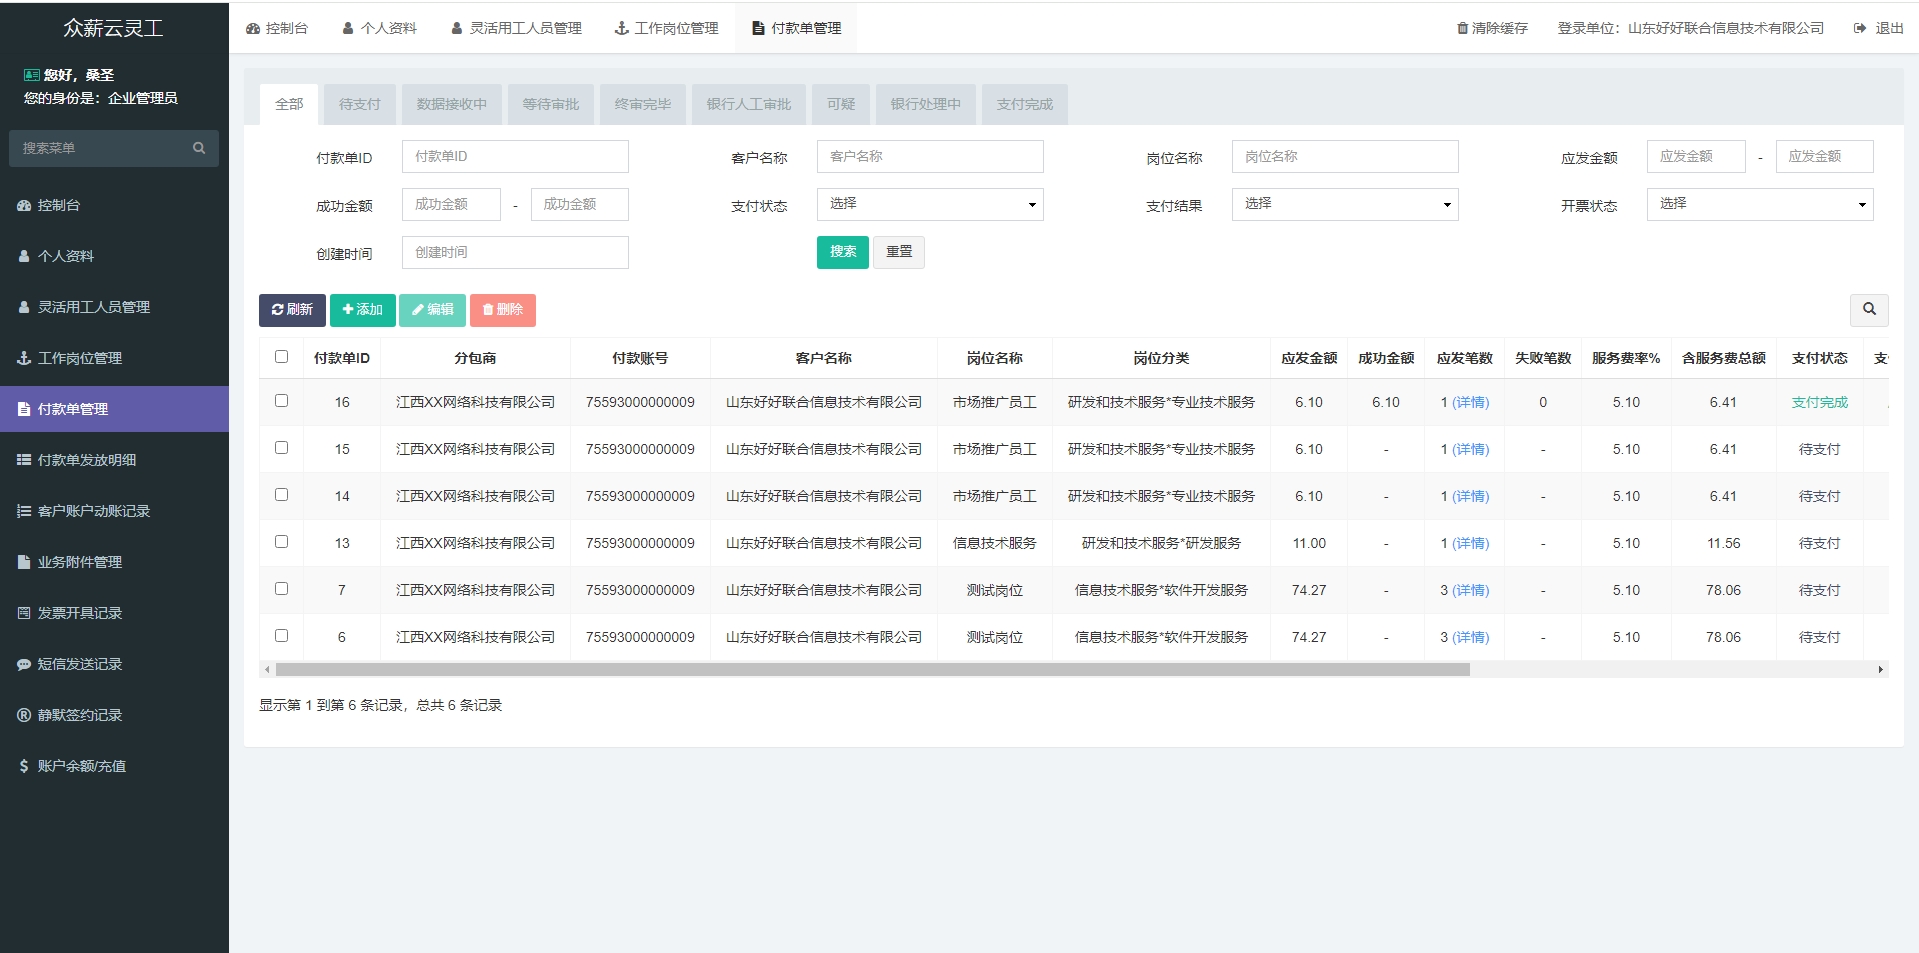 众薪云灵工
控制台 个人资料 灵活用工人员管理 工作岗位管理 付款单管理 清除缓存 登录单位：山东好好联合信息技术有限公司 退出
您好，桑圣
您的身份是：企业管理员
搜索菜单
控制台
个人资料
灵活用工人员管理
工作岗位管理
付款单管理
付款单发放明细
客户账户动账记录
业务附件管理
发票开具记录
短信发送记录
静默签约记录
账户余额/充值
全部 待支付 数据接收中 等待审批 终审完毕 银行人工审批 可疑 银行处理中 支付完成
付款单ID 付款单ID 客户名称 客户名称 岗位名称 岗位名称 应发金额 应发金额 - 应发金额
成功金额 成功金额 - 成功金额 支付状态 选择 支付结果 选择 开票状态 选择
创建时间 创建时间 搜索 重置
刷新 添加 编辑 删除
付款单ID 分包商 付款账号 客户名称 岗位名称 岗位分类 应发金额 成功金额 应发笔数 失败笔数 服务费率% 含服务费总额 支付状态 支
16 江西XX网络科技有限公司 75593000000009 山东好好联合信息技术有限公司 市场推广员工 研发和技术服务*专业技术服务 6.10 6.10 1 (详情) 0 5.10 6.41 支付完成
15 江西XX网络科技有限公司 75593000000009 山东好好联合信息技术有限公司 市场推广员工 研发和技术服务*专业技术服务 6.10 - 1 (详情) - 5.10 6.41 待支付
14 江西XX网络科技有限公司 75593000000009 山东好好联合信息技术有限公司 市场推广员工 研发和技术服务*专业技术服务 6.10 - 1 (详情) - 5.10 6.41 待支付
13 江西XX网络科技有限公司 75593000000009 山东好好联合信息技术有限公司 信息技术服务 研发和技术服务*研发服务 11.00 - 1 (详情) - 5.10 11.56 待支付
7 江西XX网络科技有限公司 75593000000009 山东好好联合信息技术有限公司 测试岗位 信息技术服务*软件开发服务 74.27 - 3 (详情) - 5.10 78.06 待支付
6 江西XX网络科技有限公司 75593000000009 山东好好联合信息技术有限公司 测试岗位 信息技术服务*软件开发服务 74.27 - 3 (详情) - 5.10 78.06 待支付
显示第 1 到第 6 条记录，总共 6 条记录